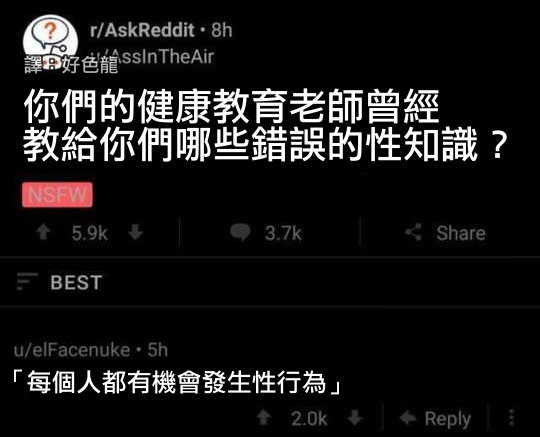 r/AskReddit • 8h
u/AssInTheAir
譯：好色龍
你們的健康教育老師曾經
教給你們哪些錯誤的性知識？
NSFW
5.9k 3.7k Share
BEST
u/elFacenuke • 5h
「每個人都有機會發生性行為」
2.0k Reply